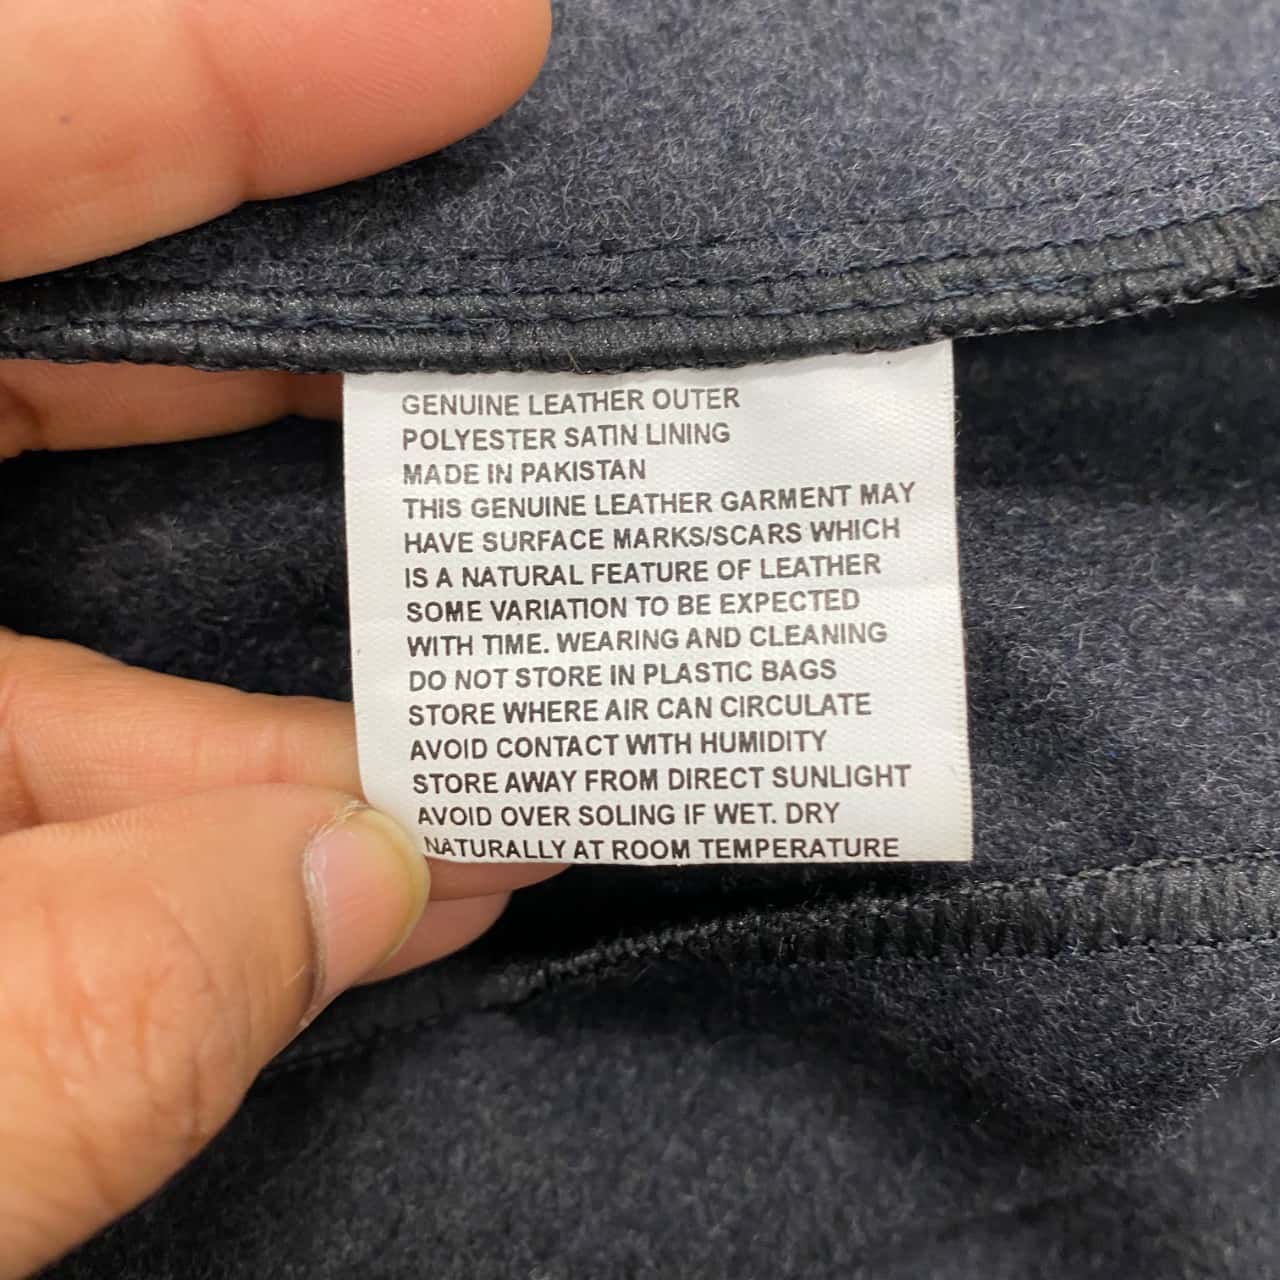 GENUINE LEATHER OUTER
POLYESTER SATIN LINING
MADE IN PAKISTAN
THIS GENUINE LEATHER GARMENT MAY
HAVE SURFACE MARKS/SCARS WHICH
IS A NATURAL FEATURE OF LEATHER
SOME VARIATION TO BE EXPECTED
WITH TIME. WEARING AND CLEANING
DO NOT STORE IN PLASTIC BAGS
STORE WHERE AIR CAN CIRCULATE
AVOID CONTACT WITH HUMIDITY
STORE AWAY FROM DIRECT SUNLIGHT
AVOID OVER SOLING IF WET. DRY
NATURALLY AT ROOM TEMPERATURE